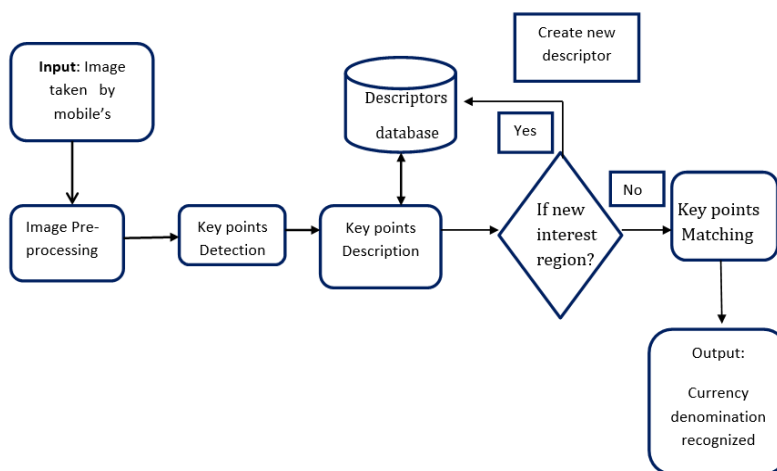 Create new
descriptor
Input: Image
taken by
mobile's
Descriptors
database
Yes
No
Image Pre-
processing
Key points
Detection
Key points
Description
If new
interest
region?
Key points
Matching
Output:
Currency
denomination
recognized